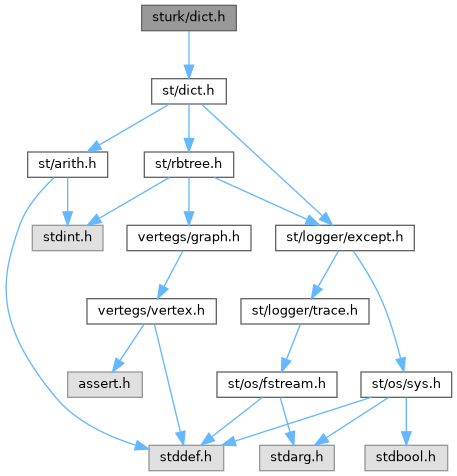 sturk/dict.h
st/dict.h
st/arith.h
st/rbtree.h
stdint.h
vertegs/graph.h
st/logger/except.h
vertegs/vertex.h
st/logger/trace.h
assert.h
st/os/fstream.h
st/os/sys.h
stddef.h
stdarg.h
stdbool.h